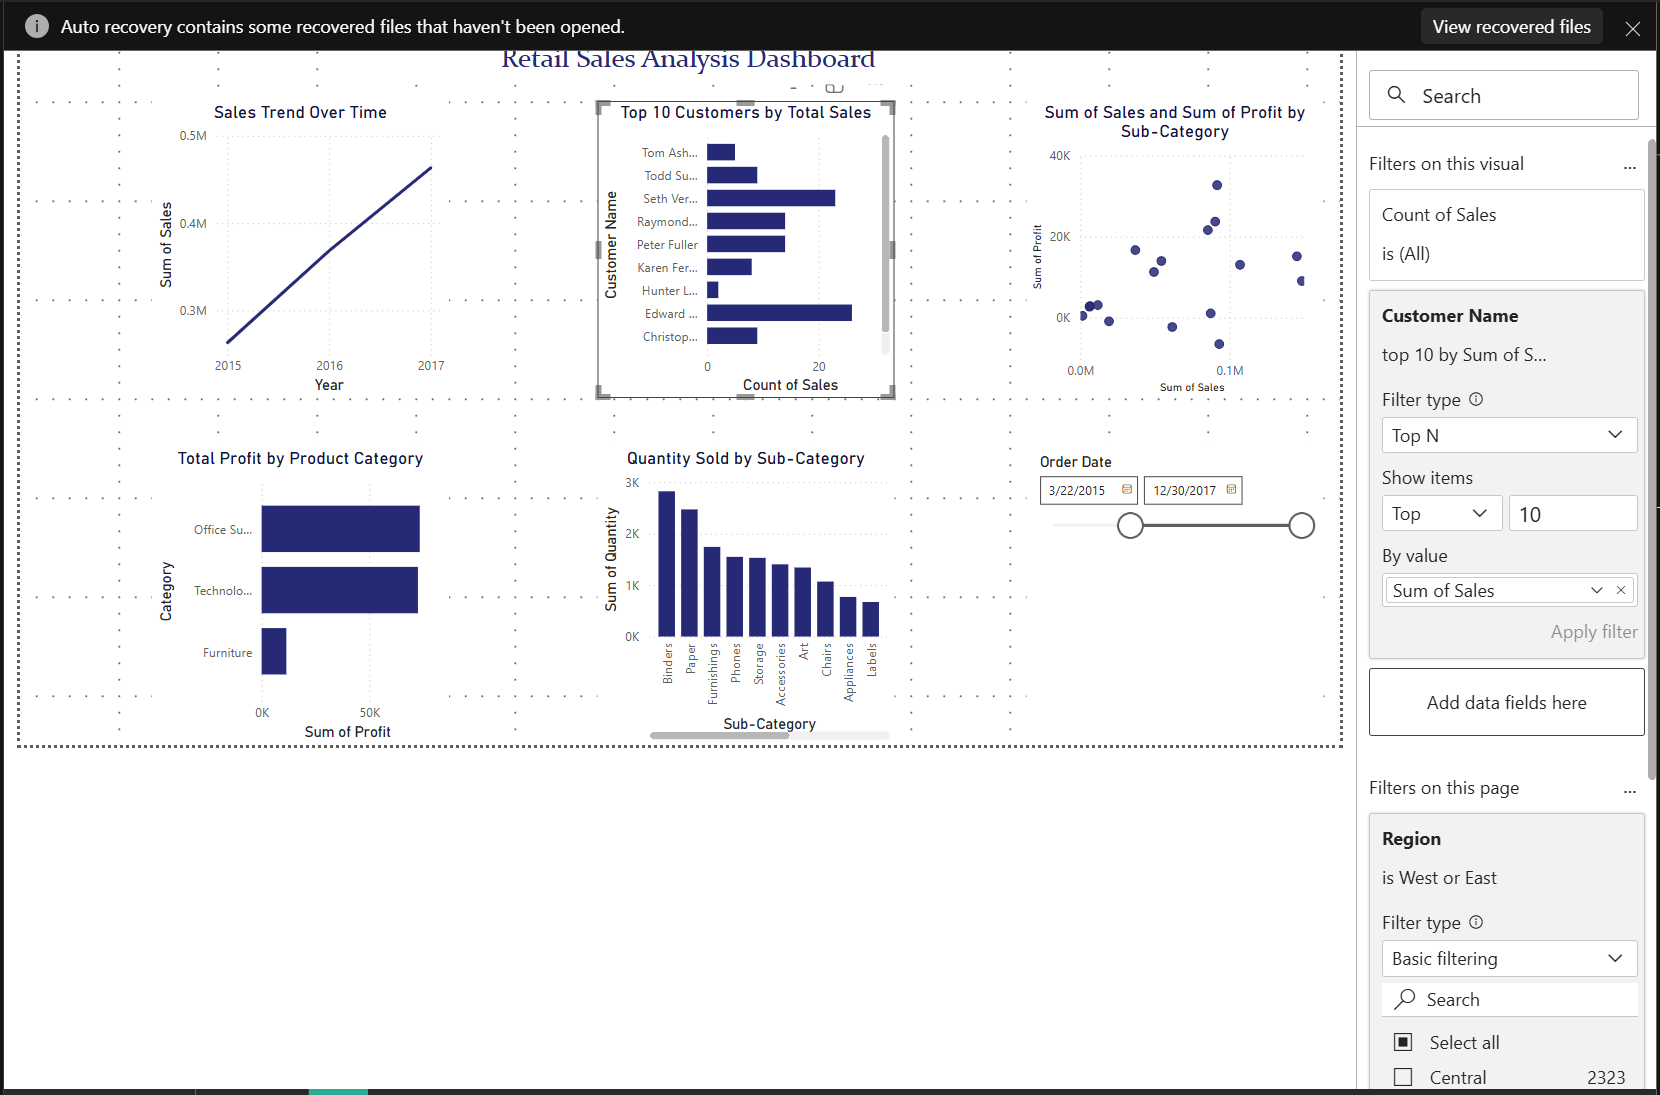 Auto recovery contains some recovered files that haven't been opened.
View recovered files
Retail Sales Analysis Dashboard
Sales Trend Over Time
0.5M
0.4M
0.3M
Sum of Sales
2015 2016 2017
Year
Top 10 Customers by Total Sales
Customer Name
Tom Ash...
Todd Su...
Seth Ver...
Raymond...
Peter Fuller
Karen Fer...
Hunter L...
Edward ...
Christop...
0 20
Count of Sales
Sum of Sales and Sum of Profit by
Sub-Category
40K
20K
0K
Sum of Profit
0.0M 0.1M
Sum of Sales
Total Profit by Product Category
Category
Office Su...
Technolo...
Furniture
0K 50K
Sum of Profit
Quantity Sold by Sub-Category
3K
2K
1K
0K
Sum of Quantity
Binders
Paper
Furnishings
Phones
Storage
Accessories
Art
Chairs
Appliances
Labels
Sub-Category
Order Date
3/22/2015 12/30/2017
Search
Filters on this visual ...
Count of Sales
is (All)
Customer Name
top 10 by Sum of S...
Filter type
Top N
Show items
Top 10
By value
Sum of Sales
Apply filter
Add data fields here
Filters on this page ...
Region
is West or East
Filter type
Basic filtering
Search
Select all
Central 2323